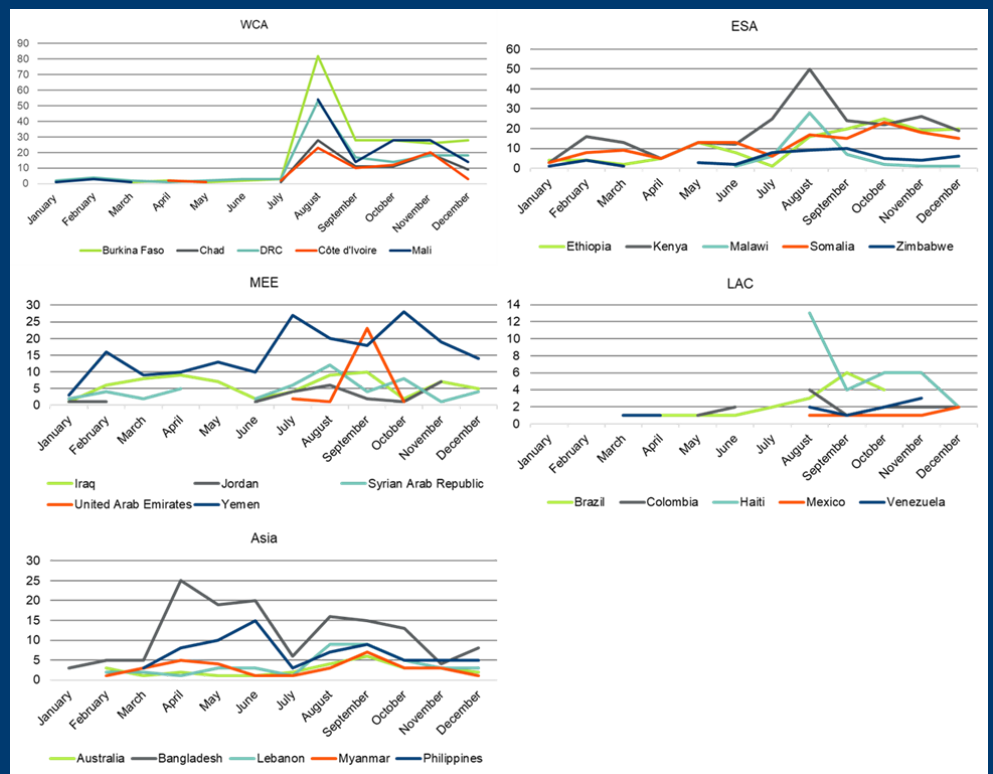 WCA
90
80
70
60
50
40
30
20
10
0
January
February
March
April
May
June
July
August
September
October
November
December
Burkina Faso Chad DRC Côte d'Ivoire Mali
ESA
60
50
40
30
20
10
0
January
February
March
April
May
June
July
August
September
October
November
December
Ethiopia Kenya Malawi Somalia Zimbabwe
MEE
30
25
20
15
10
5
0
January
February
March
April
May
June
July
August
September
October
November
December
Iraq Jordan Syrian Arab Republic
United Arab Emirates Yemen
LAC
14
12
10
8
6
4
2
0
January
February
March
April
May
June
July
August
September
October
November
December
Brazil Colombia Haiti Mexico Venezuela
Asia
30
25
20
15
10
5
0
January
February
March
April
May
June
July
August
September
October
November
December
Australia Bangladesh Lebanon Myanmar Philippines